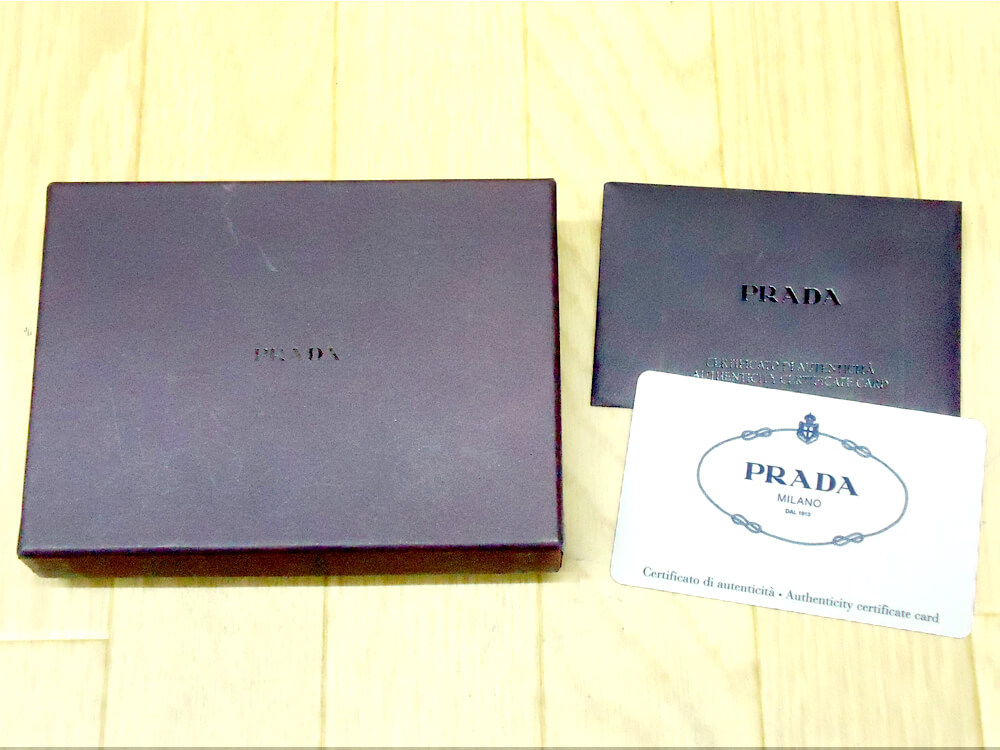 PRADA
PRADA
CERTIFICATO DI AUTENTICITÀ
AUTHENTICITY CERTIFICATE CARD
PRADA
MILANO
DAL 1913
Certificato di autenticità • Authenticity certificate card